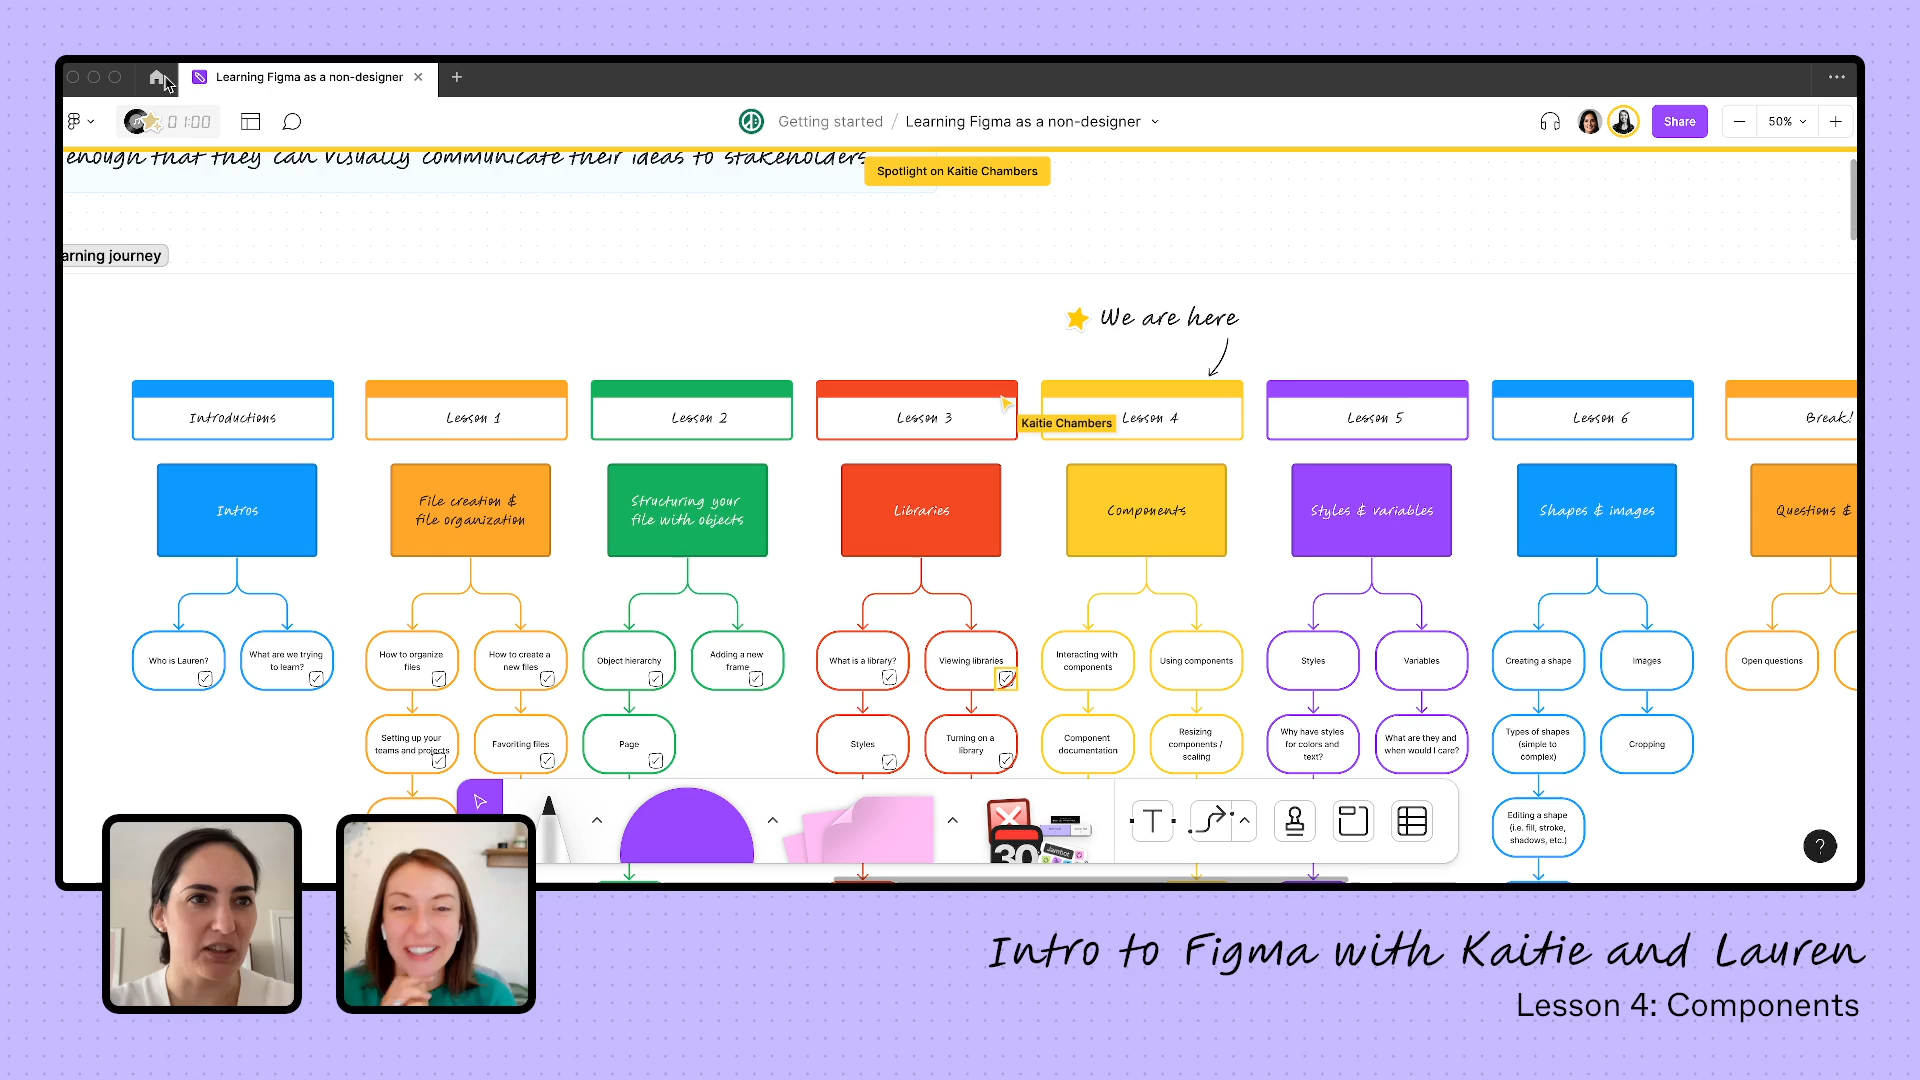 Learning Figma as a non-designer
01:00
Getting started / Learning Figma as a non-designer
Share
50%
enough that they can visually communicate their ideas to stakeholders
Spotlight on Kaitie Chambers
arning journey
We are here
Introductions
Lesson 1
Lesson 2
Lesson 3
Kaitie Chambers
Lesson 4
Lesson 5
Lesson 6
Break!
Intros
File creation &
file organization
Structuring your
file with objects
Libraries
Components
Styles & variables
Shapes & images
Questions &
Who is Lauren?
What are we trying
to learn?
How to organize
files
How to create a
new files
Object hierarchy
Adding a new
frame
What is a library?
Viewing libraries
Interacting with
components
Using components
Styles
Variables
Creating a shape
Images
Open questions
Setting up your
teams and projects
Favoriting files
Page
Styles
Turning on a
library
Component
documentation
Resizing
components /
scaling
Why have styles
for colors and
text?
What are they and
when would I care?
Types of shapes
(simple to
complex)
Cropping
Editing a shape
(i.e. fill, stroke,
shadows, etc.)
30
Jambot
T
?
Intro to Figma with Kaitie and Lauren
Lesson 4: Components